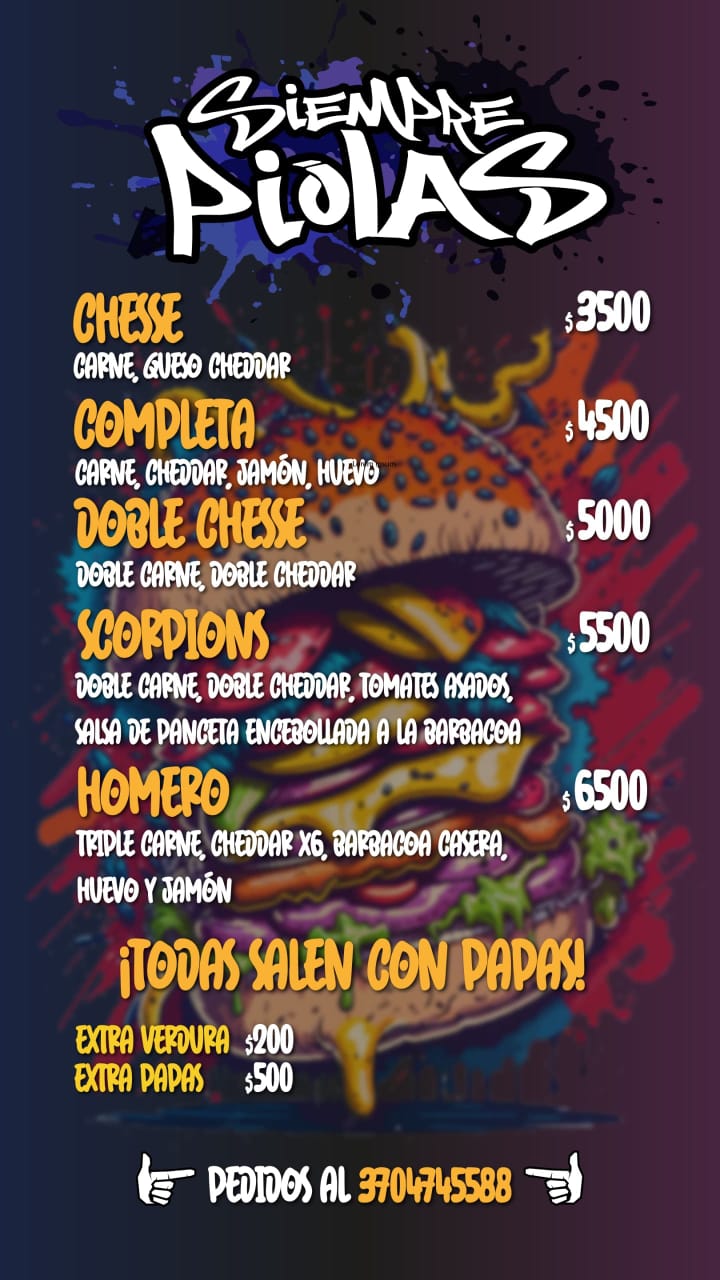 SIEMPRE
PIOLAS
CHESSE $3500
CARNE, QUESO CHEDDAR
COMPLETA $4500
CARNE, CHEDDAR, JAMÓN, HUEVO
DOBLE CHESSE $5000
DOBLE CARNE, DOBLE CHEDDAR
SCORPIONS $5500
DOBLE CARNE, DOBLE CHEDDAR, TOMATES ASADOS,
SALSA DE PANCETA ENCEBOLLADA A LA BARBACOA
HOMERO $6500
TRIPLE CARNE, CHEDDAR X6, BARBACOA CASERA,
HUEVO Y JAMÓN
¡TODAS SALEN CON PAPAS!
EXTRA VERDURA $200
EXTRA PAPAS $500
PEDIDOS AL 3704745588